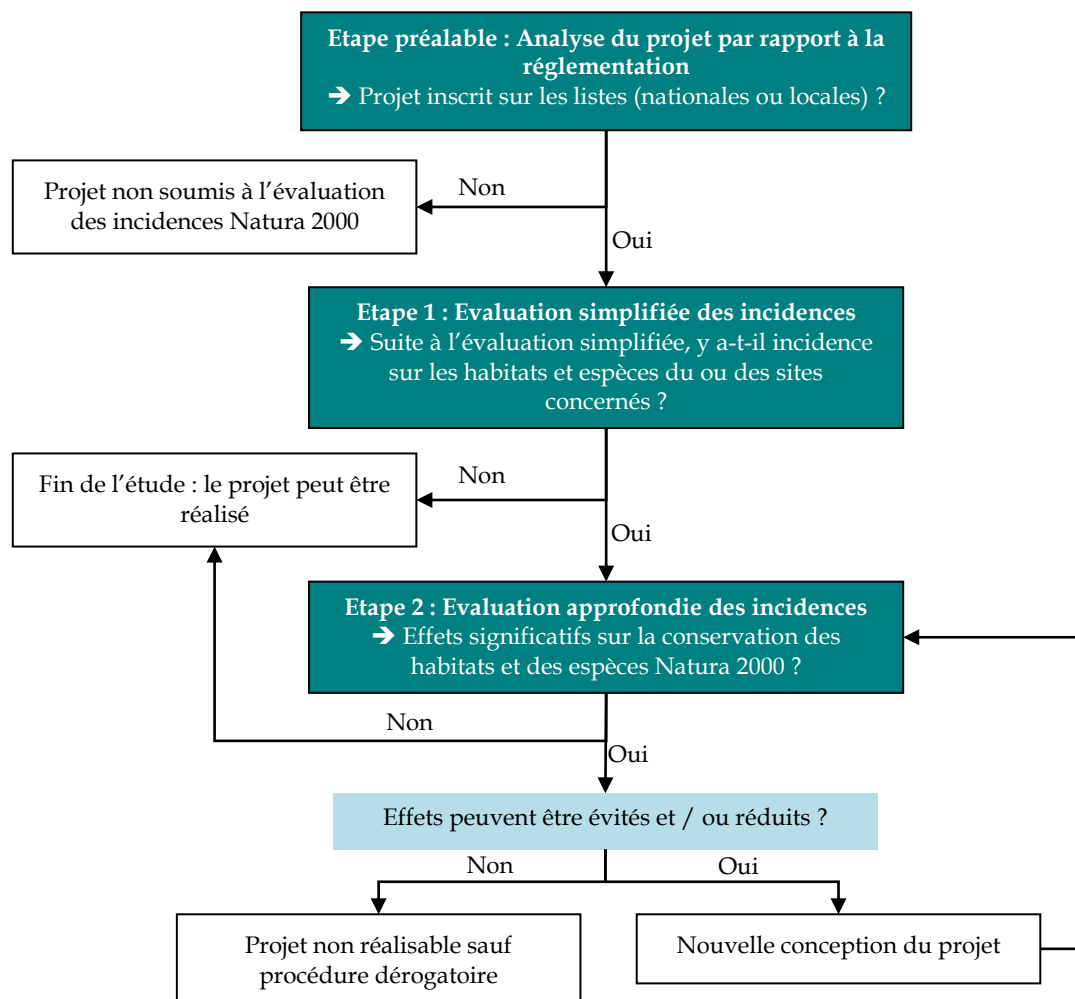 Etape préalable : Analyse du projet par rapport à la
réglementation
➔ Projet inscrit sur les listes (nationales ou locales) ?
Non
Projet non soumis à l’évaluation
des incidences Natura 2000
Oui
Etape 1 : Evaluation simplifiée des incidences
➔ Suite à l’évaluation simplifiée, y a-t-il incidence
sur les habitats et espèces du ou des sites
concernés ?
Non
Fin de l’étude : le projet peut être
réalisé
Oui
Etape 2 : Evaluation approfondie des incidences
➔ Effets significatifs sur la conservation des
habitats et des espèces Natura 2000 ?
Non
Oui
Effets peuvent être évités et / ou réduits ?
Non
Oui
Projet non réalisable sauf
procédure dérogatoire
Nouvelle conception du projet